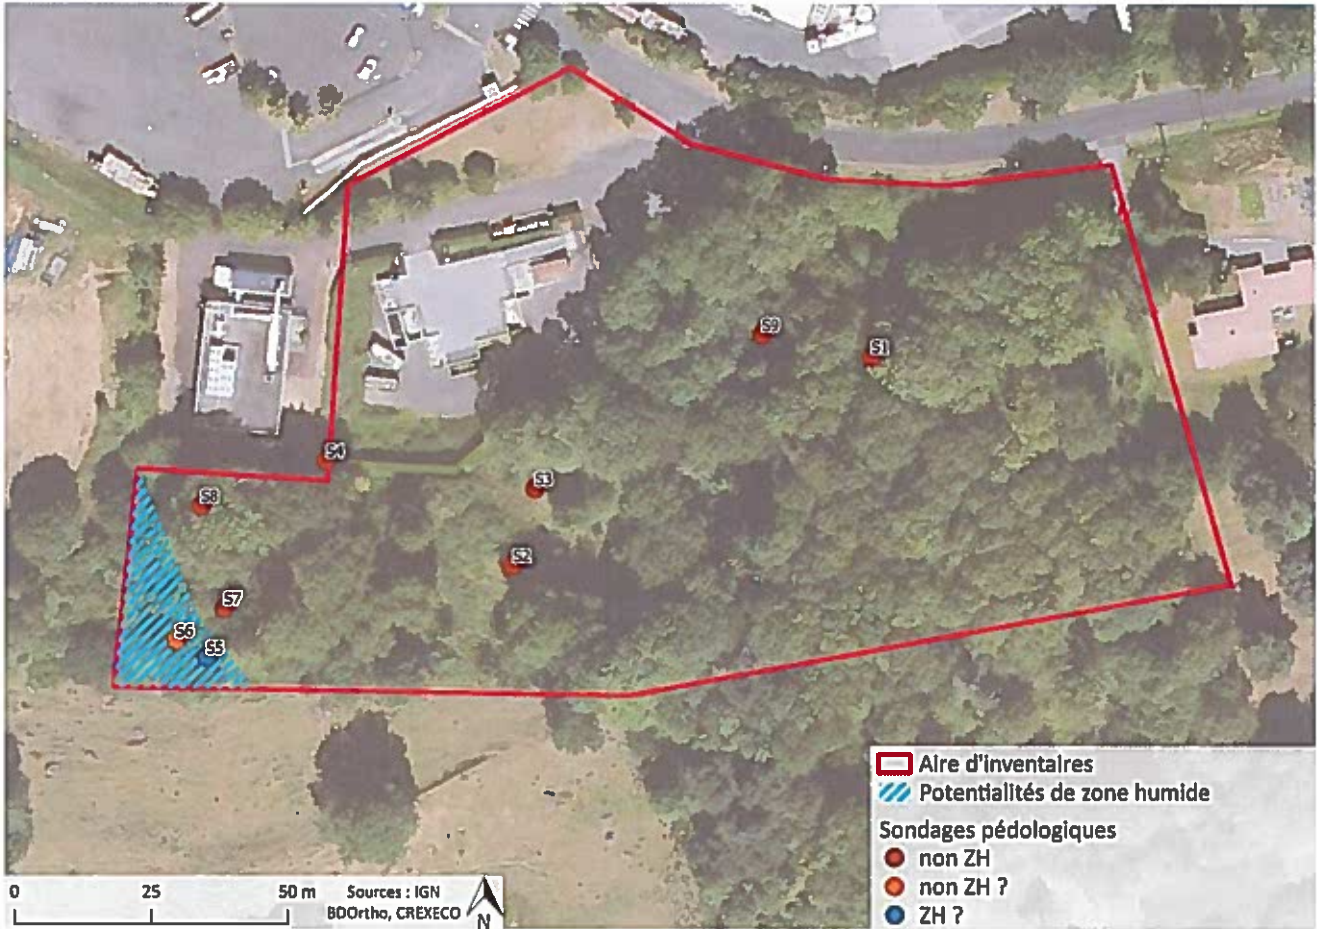 S9
S1
S4
S3
S8
S2
S7
S6
S5
Aire d'inventaires
Potentialités de zone humide
Sondages pédologiques
non ZH
non ZH ?
ZH ?
0 25 50 m
Sources : IGN
BDOrtho, CREXECO
N